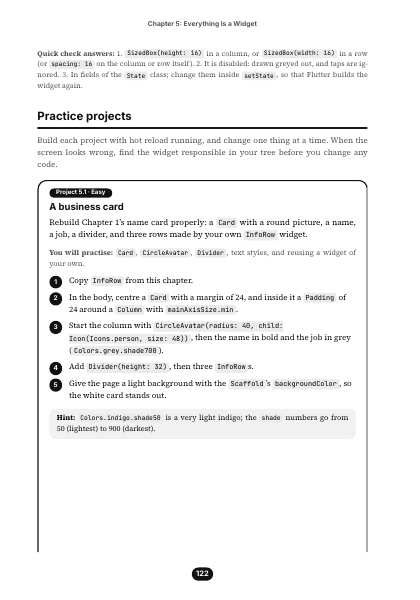 Chapter 5: Everything Is a Widget
Quick check answers: 1. SizedBox(height: 16) in a column, or SizedBox(width: 16) in a row
(or spacing: 16 on the column or row itself). 2. It is disabled: drawn greyed out, and taps are ig-
nored. 3. In fields of the State class; change them inside setState, so that Flutter builds the
widget again.
Practice projects
Build each project with hot reload running, and change one thing at a time. When the
screen looks wrong, find the widget responsible in your tree before you change any
code.
Project 5.1 · Easy
A business card
Rebuild Chapter 1's name card properly: a Card with a round picture, a name,
a job, a divider, and three rows made by your own InfoRow widget.
You will practise: Card, CircleAvatar, Divider, text styles, and reusing a widget of
your own.
1 Copy InfoRow from this chapter.
2 In the body, centre a Card with a margin of 24, and inside it a Padding of
24 around a Column with mainAxisSize.min.
3 Start the column with CircleAvatar(radius: 40, child:
Icon(Icons.person, size: 48)), then the name in bold and the job in grey
(Colors.grey.shade700).
4 Add Divider(height: 32), then three InfoRows.
5 Give the page a light background with the Scaffold's backgroundColor, so
the white card stands out.
Hint: Colors.indigo.shade50 is a very light indigo; the shade numbers go from
50 (lightest) to 900 (darkest).
122